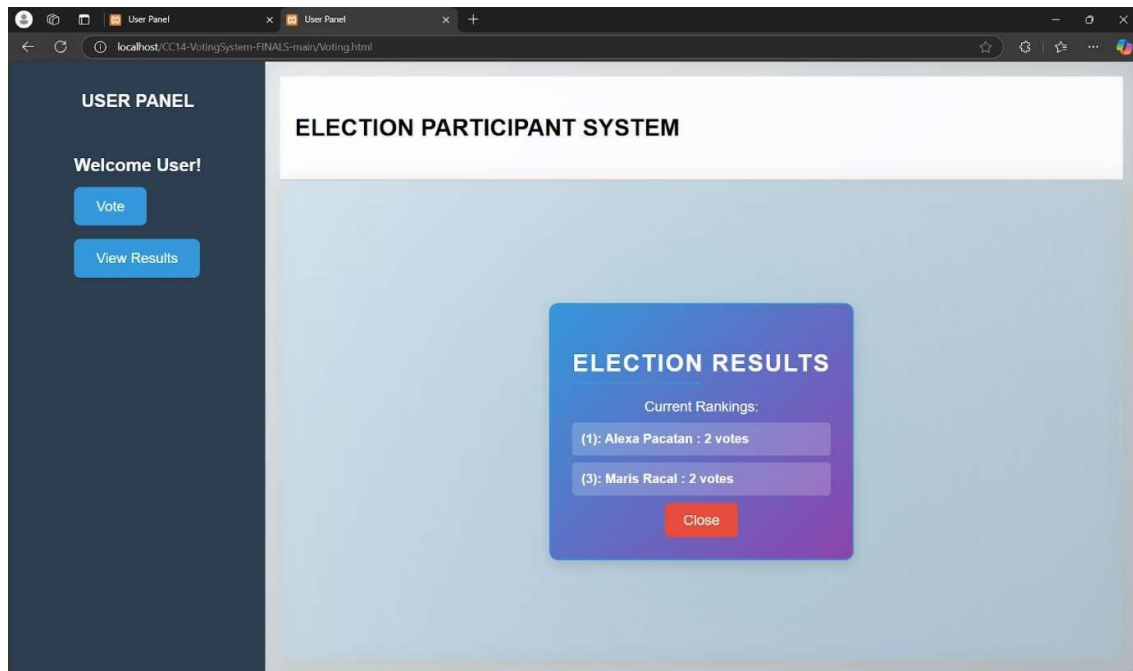 User Panel
User Panel
localhost/CC14-VotingSystem-FINALS-main/Voting.html
USER PANEL
Welcome User!
Vote
View Results
ELECTION PARTICIPANT SYSTEM
ELECTION RESULTS
Current Rankings:
(1): Alexa Pacatan : 2 votes
(3): Maris Racal : 2 votes
Close